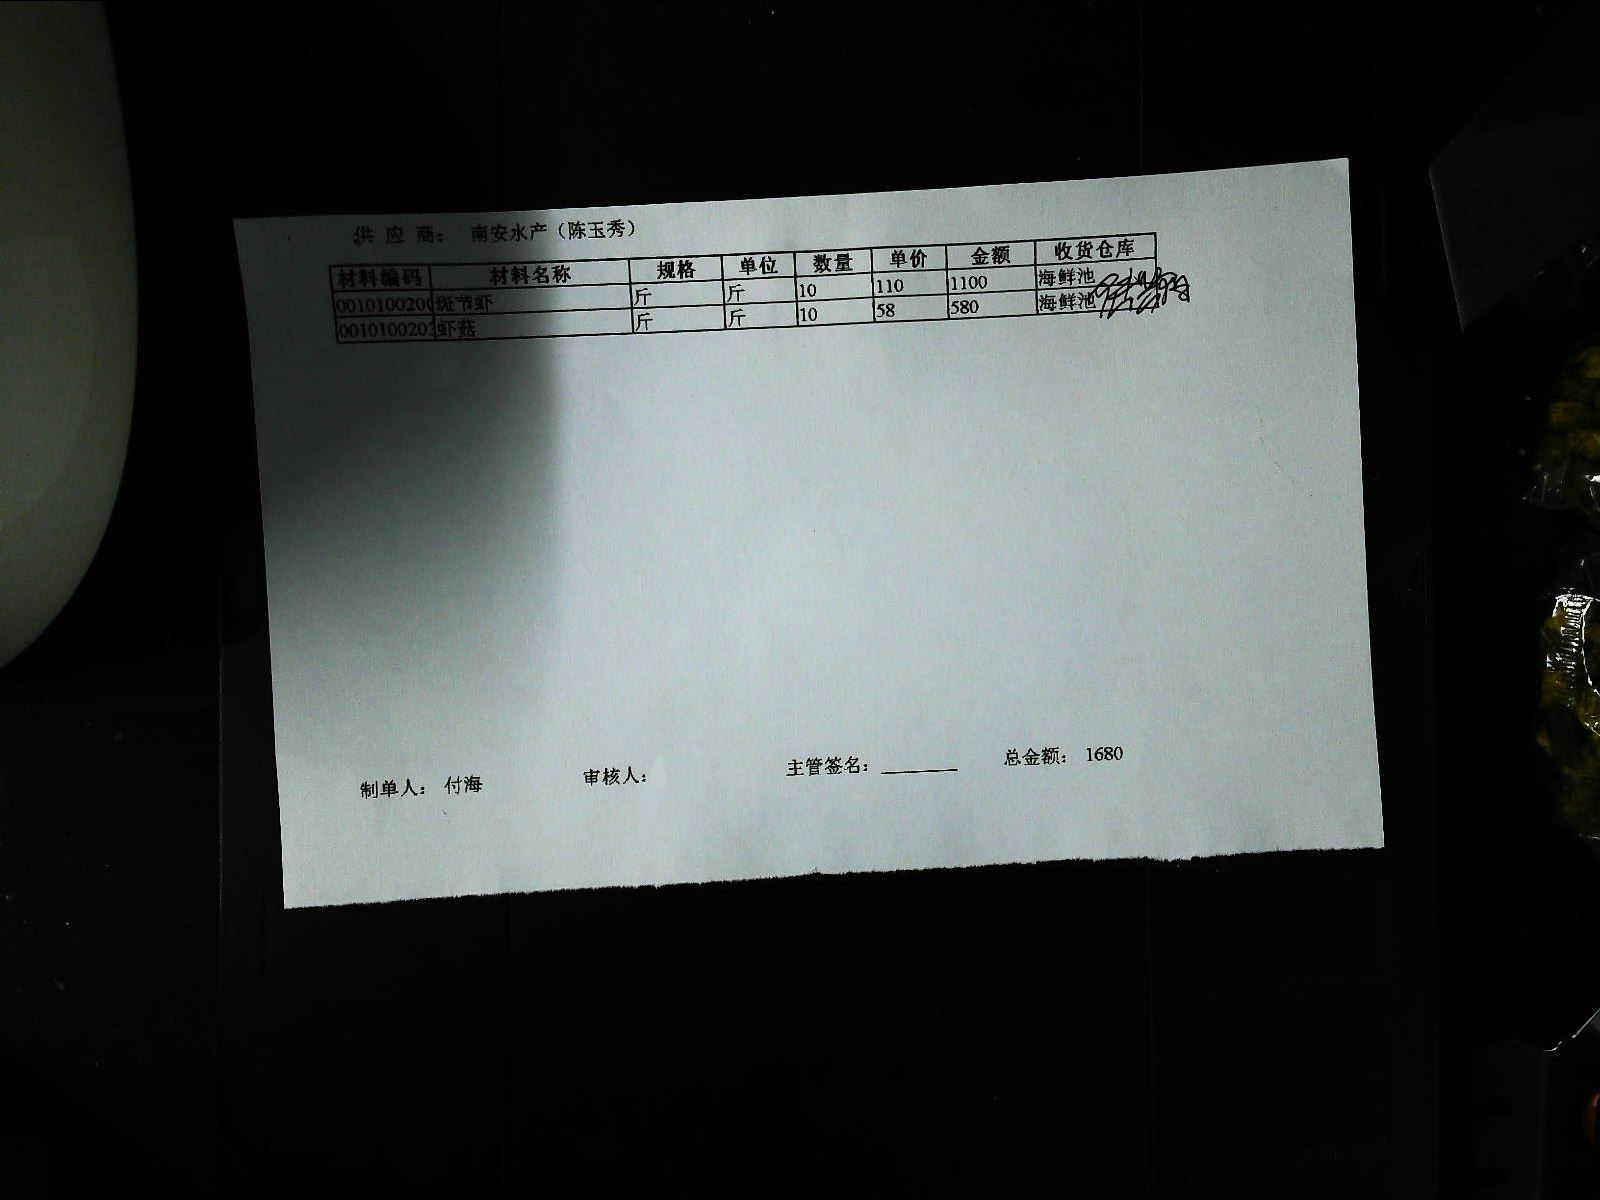 供 应 商： 南安水产（陈玉秀）
材料编码 材料名称 规格 单位 数量 单价 金额 收货仓库
0010100200 斑节虾 斤 斤 10 110 1100 海鲜池
001010020 虾菇 斤 斤 10 58 580 海鲜池
制单人： 付海 审核人： 主管签名：________ 总金额： 1680